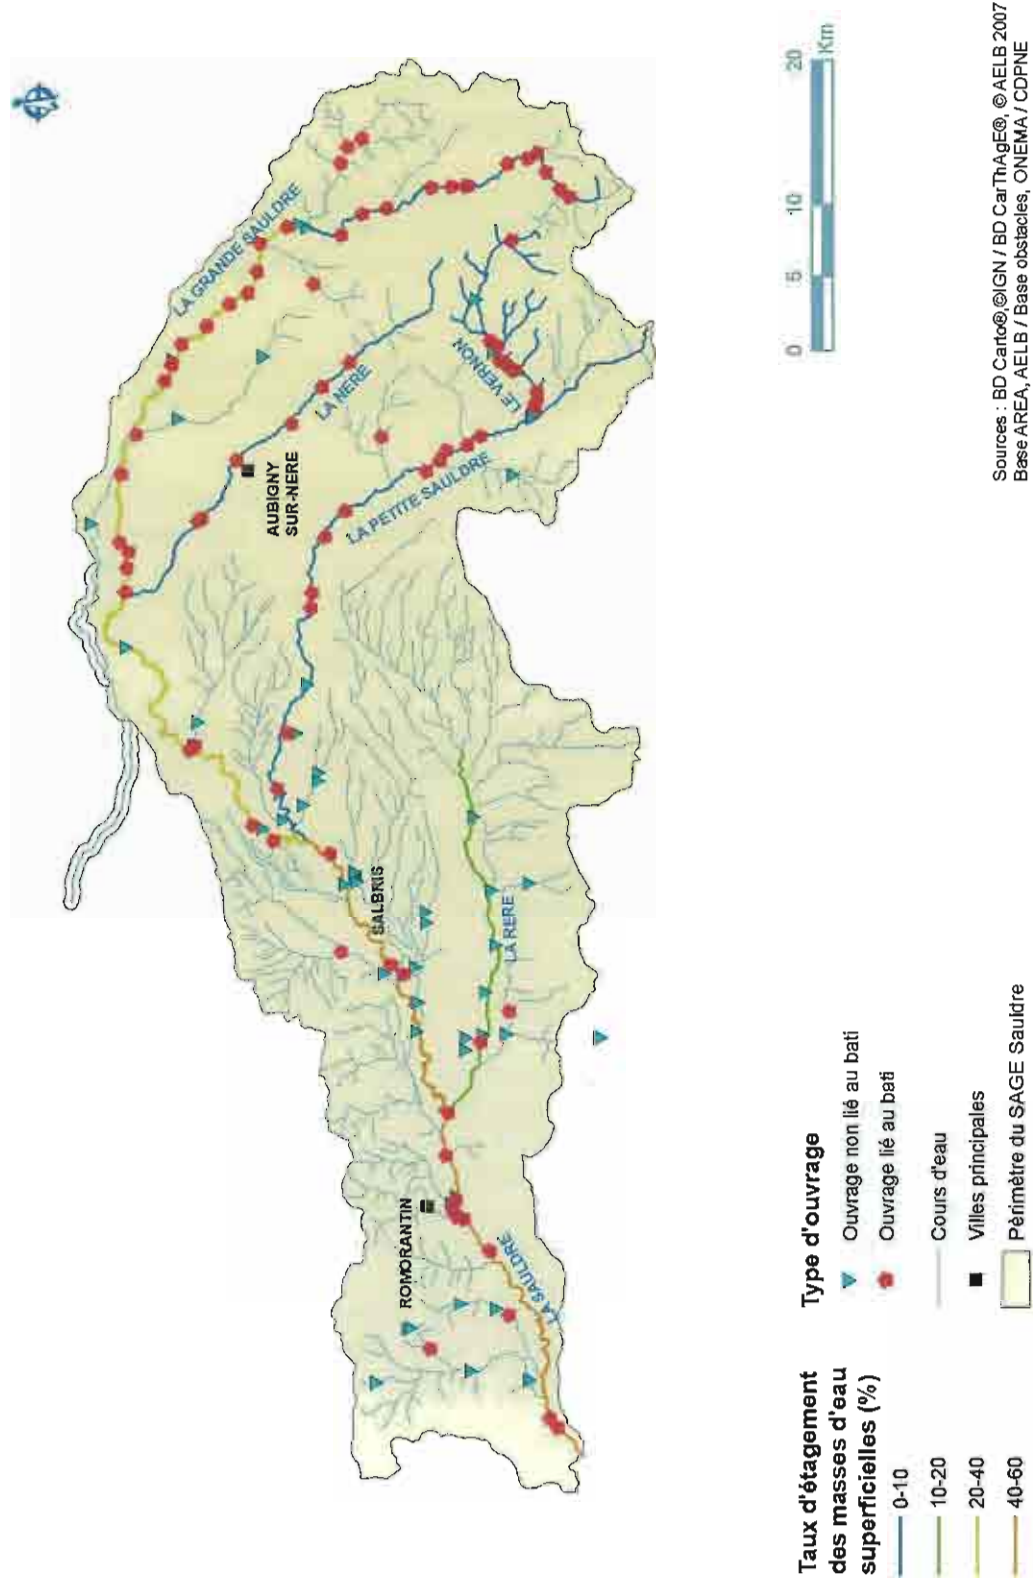 LA GRANDE SAULDRE
LA NERE
AUBIGNY
SUR-NERE
LE VERNON
LA PETITE SAULDRE
SALBRIS
LA RERE
ROMORANTIN
LA SAULDRE
Taux d'étagement
des masses d'eau
superficielles (%)
0-10
10-20
20-40
40-60
Type d'ouvrage
Ouvrage non lié au bati
Ouvrage lié au bati
Cours d'eau
Villes principales
Périmètre du SAGE Sauldre
0 5 10 20
Km
Sources : BD Carto®,©IGN / BD CarThAgE®, © AELB 2007
Base AREA, AELB / Base obstacles, ONEMA / CDPNE